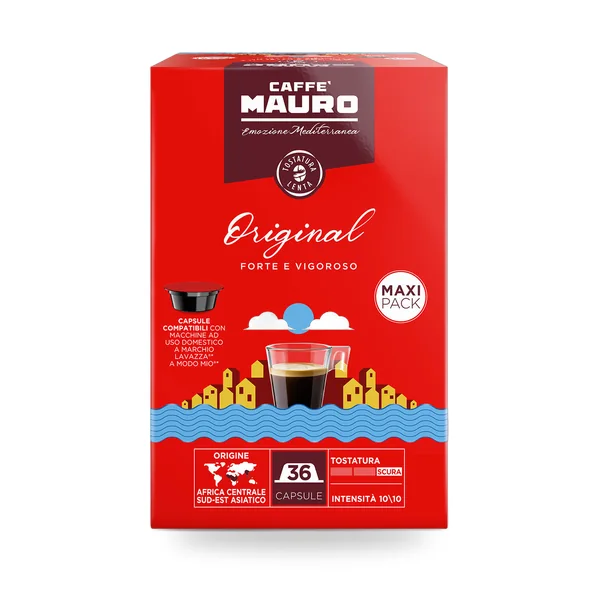 CAFFE'
MAURO
Emozione Mediterranea
TOSTATURA
LENTA
Original
FORTE E VIGOROSO
MAXI
PACK
CAPSULE
COMPATIBILI CON
MACCHINE AD
USO DOMESTICO
A MARCHIO
LAVAZZA**
A MODO MIO**
ORIGINE
AFRICA CENTRALE
SUD-EST ASIATICO
36
CAPSULE
TOSTATURA
SCURA
INTENSITÀ 10\10